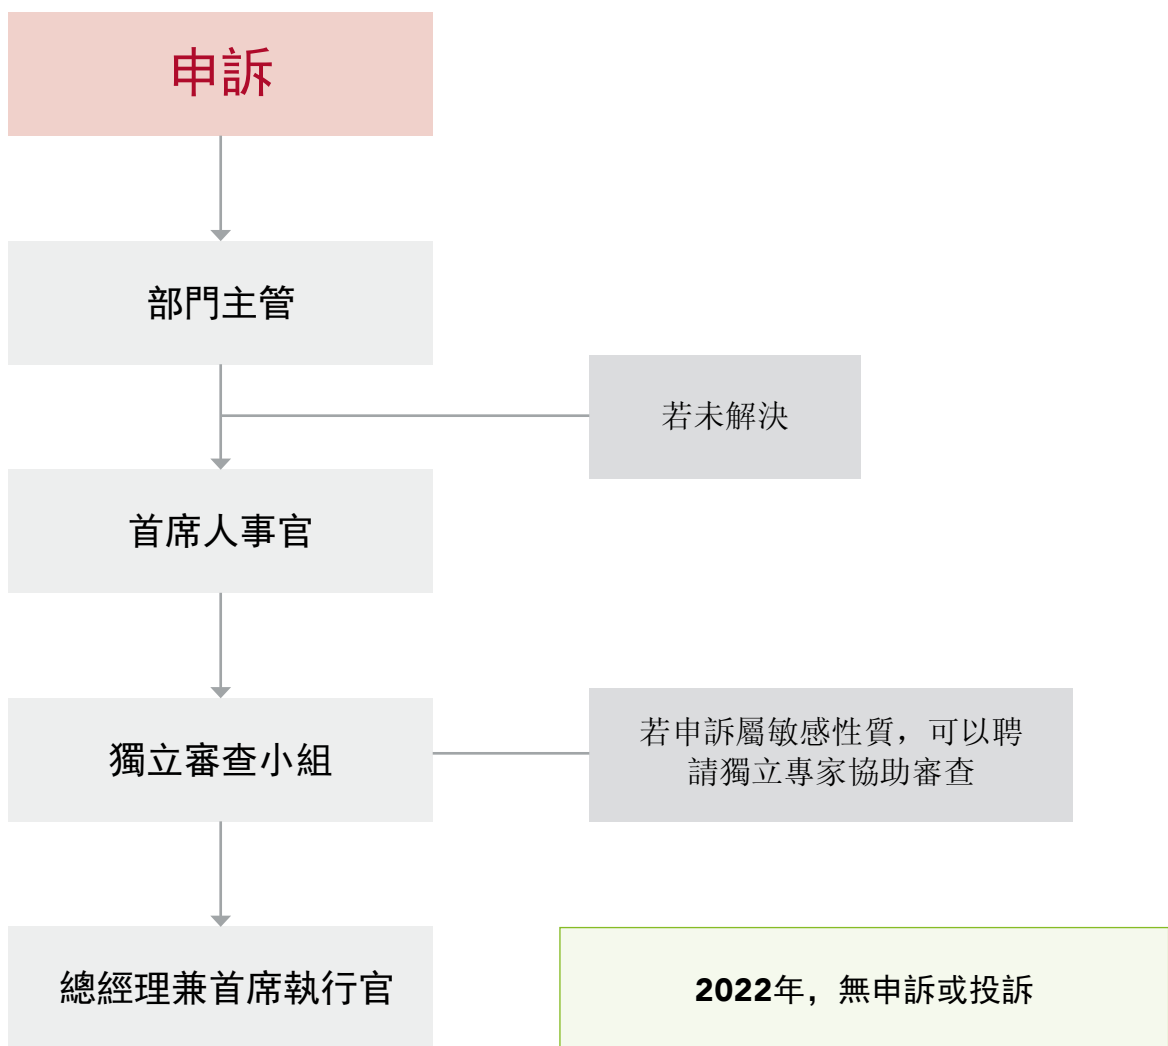 申訴
部門主管
若未解決
首席人事官
獨立審查小組
若申訴屬敏感性質，可以聘
請獨立專家協助審查
總經理兼首席執行官
2022年，無申訴或投訴